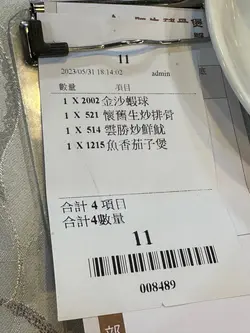 11
2023/05/31 18:14:02 admin
數量 項目
1 X 2002 金沙蝦球
1 X 521 懷舊生炒排骨
1 X 514 雲勝炒鮮魷
1 X 1215 魚香茄子煲
合計 4 項目
合計4數量
11
008489